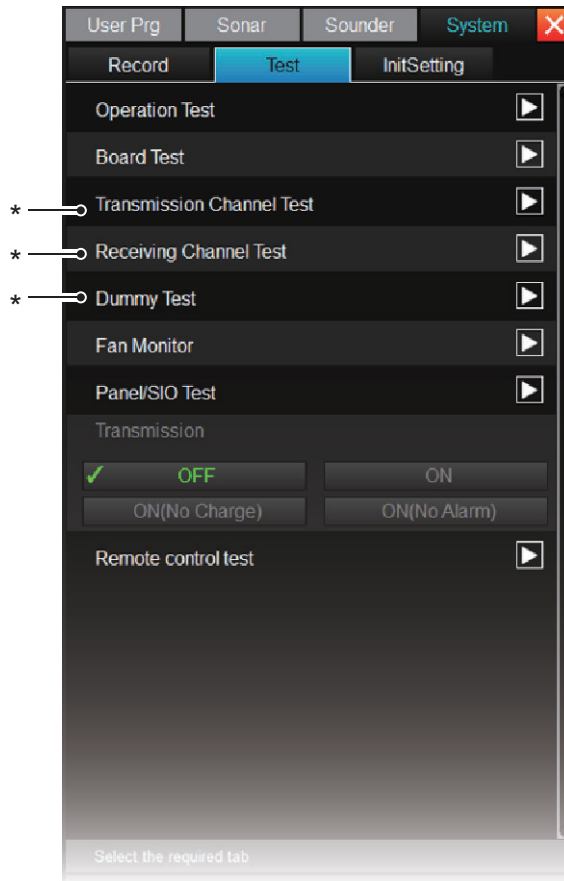 User Prg Sonar Sounder System
Record Test InitSetting
Operation Test
Board Test
* Transmission Channel Test
* Receiving Channel Test
* Dummy Test
Fan Monitor
Panel/SIO Test
Transmission
✓ OFF ON
ON(No Charge) ON(No Alarm)
Remote control test
Select the required tab